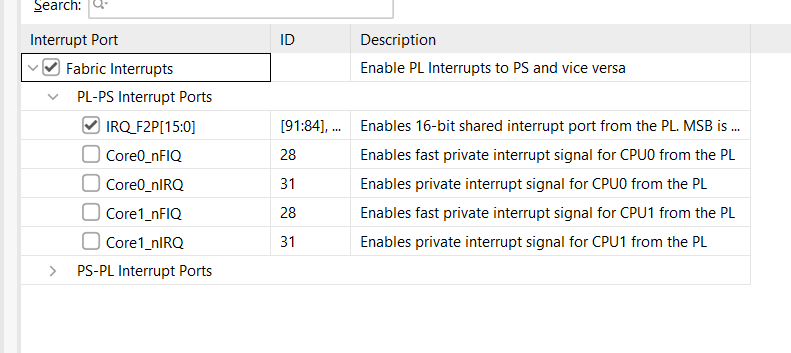 Search:
Interrupt Port ID Description
Fabric Interrupts Enable PL Interrupts to PS and vice versa
PL-PS Interrupt Ports
IRQ_F2P[15:0] [91:84], ... Enables 16-bit shared interrupt port from the PL. MSB is ...
Core0_nFIQ 28 Enables fast private interrupt signal for CPU0 from the PL
Core0_nIRQ 31 Enables private interrupt signal for CPU0 from the PL
Core1_nFIQ 28 Enables fast private interrupt signal for CPU1 from the PL
Core1_nIRQ 31 Enables private interrupt signal for CPU1 from the PL
PS-PL Interrupt Ports